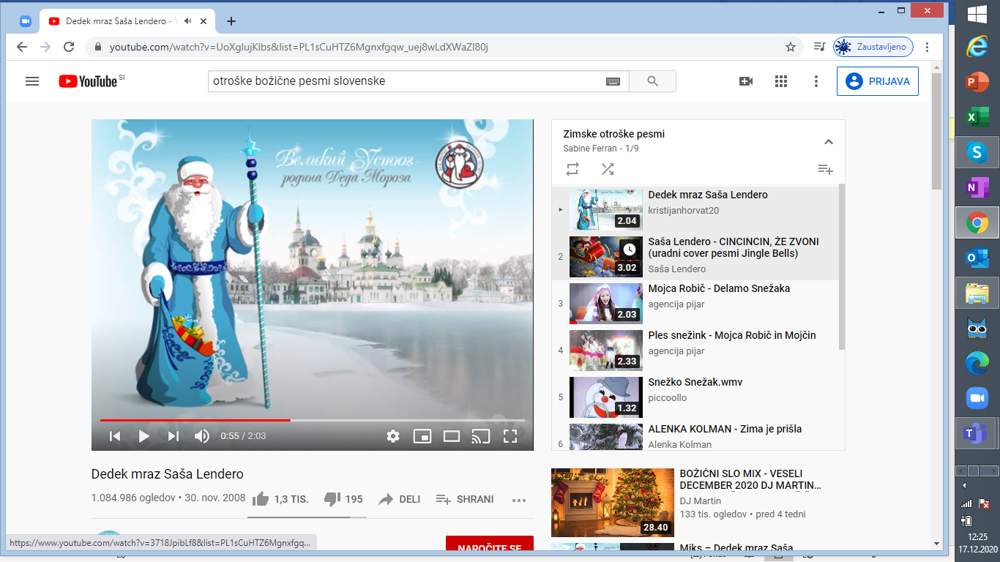 Dedek mraz Saša Lendero - Y
youtube.com/watch?v=UoXgIujKlbs&list=PL1sCuHTZ6Mgnxfgqw_uej8wLdXWaZI80j
Zaustavljeno
YouTube SI
otroške božične pesmi slovenske
PRIJAVA
Великий Устюг
родина Деда Мороза
0:55 / 2:03
Dedek mraz Saša Lendero
1.084.986 ogledov • 30. nov. 2008
1,3 TIS.
195
DELI
SHRANI
NAROČITE SE
https://www.youtube.com/watch?v=3718JpibLf8&list=PL1sCuHTZ6Mgnxfgq...
Zimske otroške pesmi
Sabine Ferran - 1/9
2.04
Dedek mraz Saša Lendero
kristijanhorvat20
2
3.02
Saša Lendero - CINCINCIN, ŽE ZVONI
(uradni cover pesmi Jingle Bells)
Saša Lendero
3
2.03
Mojca Robič - Delamo Snežaka
agencija pijar
4
2.33
Ples snežink - Mojca Robič in Mojčin
agencija pijar
5
1.32
Snežko Snežak.wmv
piccoollo
6
ALENKA KOLMAN - Zima je prišla
Alenka Kolman
28.40
BOŽIČNI SLO MIX - VESELI
DECEMBER 2020 DJ MARTIN...
DJ Martin
133 tis. ogledov • pred 4 tedni
Miks – Dedek mraz Saša
12:25
17.12.2020